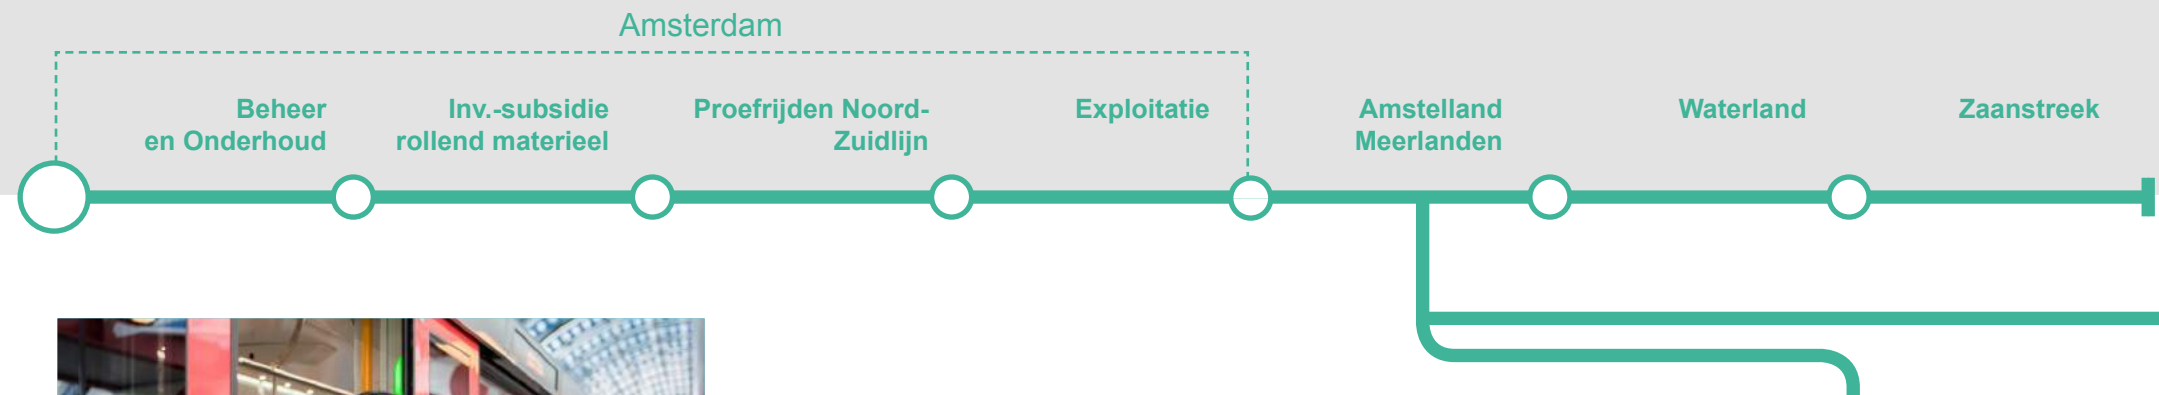 Amsterdam
Beheer
en Onderhoud
Inv.-subsidie
rollend materieel
Proefrijden Noord-
Zuidlijn
Exploitatie
Amstelland
Meerlanden
Waterland
Zaanstreek